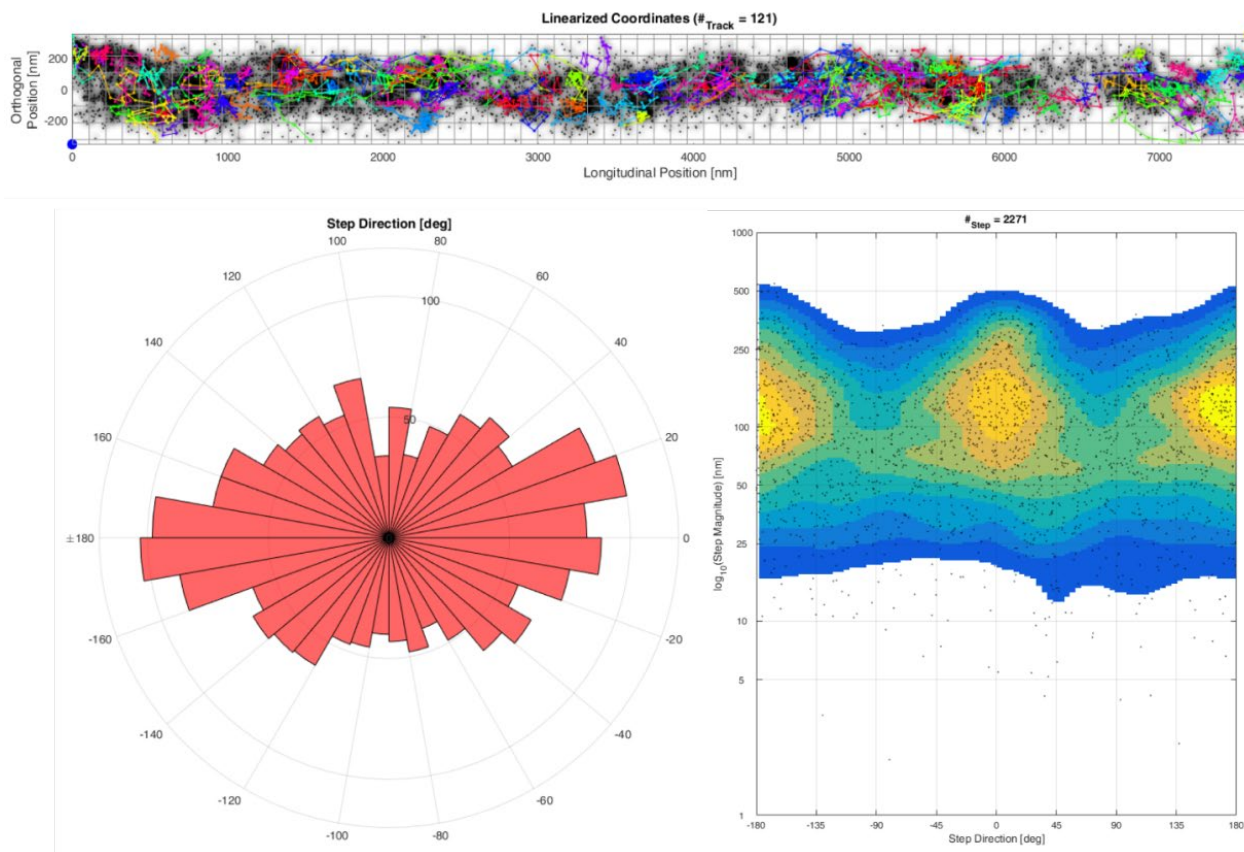 Linearized Coordinates (#Track = 121)
Orthogonal
Position [nm]
200
0
-200
0 1000 2000 3000 4000 5000 6000 7000
Longitudinal Position [nm]
Step Direction [deg]
100 80
120 60
100
140 40
50
160 20
±180 0
-160 -20
-140 -40
-120 -60
-100 -80
#Step = 2271
log10(Step Magnitude) [nm]
1000
500
250
100
50
25
10
5
1
-180 -135 -90 -45 0 45 90 135 180
Step Direction [deg]